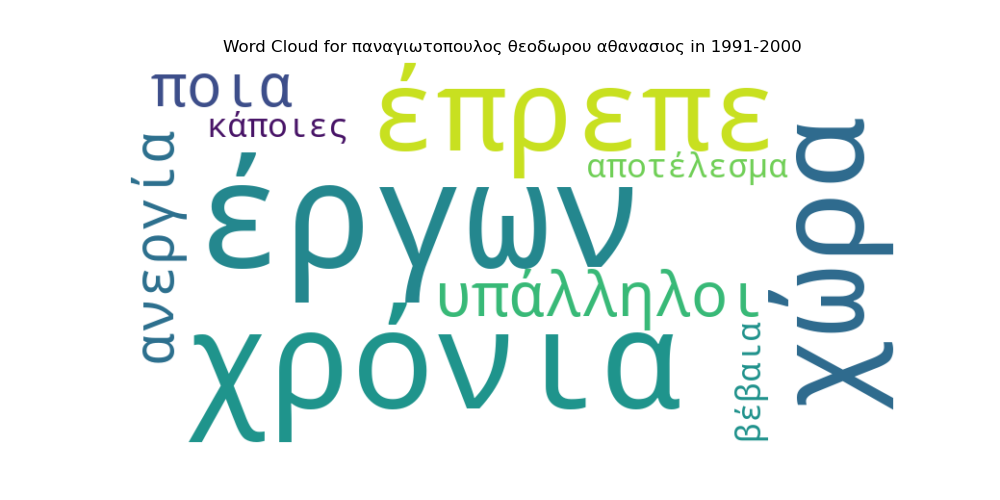 Word Cloud for παναγιωτοπουλος θεοδωρου αθανασιος in 1991-2000
ποια
έπρεπε
κάποιες
αποτέλεσμα
ανεργία
έργων
χώρα
υπάλληλοι
χρόνια
βέβαια